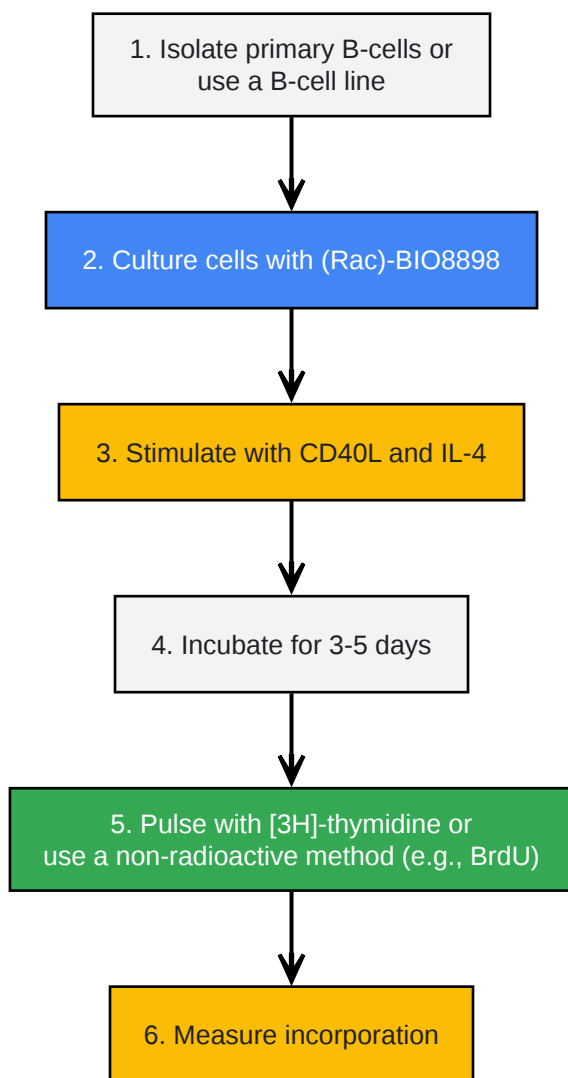 1. Isolate primary B-cells or
use a B-cell line
2. Culture cells with (Rac)-BIO8898
3. Stimulate with CD40L and IL-4
4. Incubate for 3-5 days
5. Pulse with [3H]-thymidine or
use a non-radioactive method (e.g., BrdU)
6. Measure incorporation